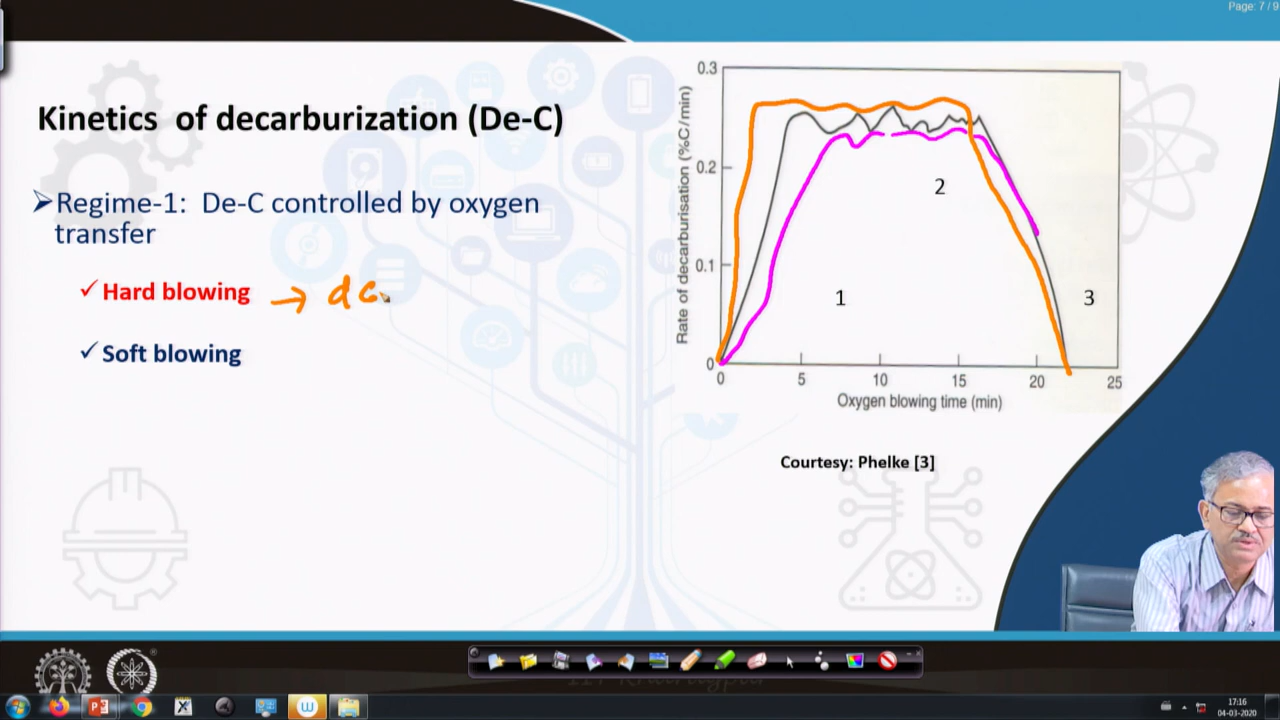 Page: 7 / 9
Kinetics of decarburization (De-C)
Regime-1: De-C controlled by oxygen
transfer
Hard blowing → dc
Soft blowing
Rate of decarburisation (%C/min)
0.3
0.2
0.1
0
0 5 10 15 20 25
1
2
3
Oxygen blowing time (min)
Courtesy: Phelke [3]
17:16
04-03-2020